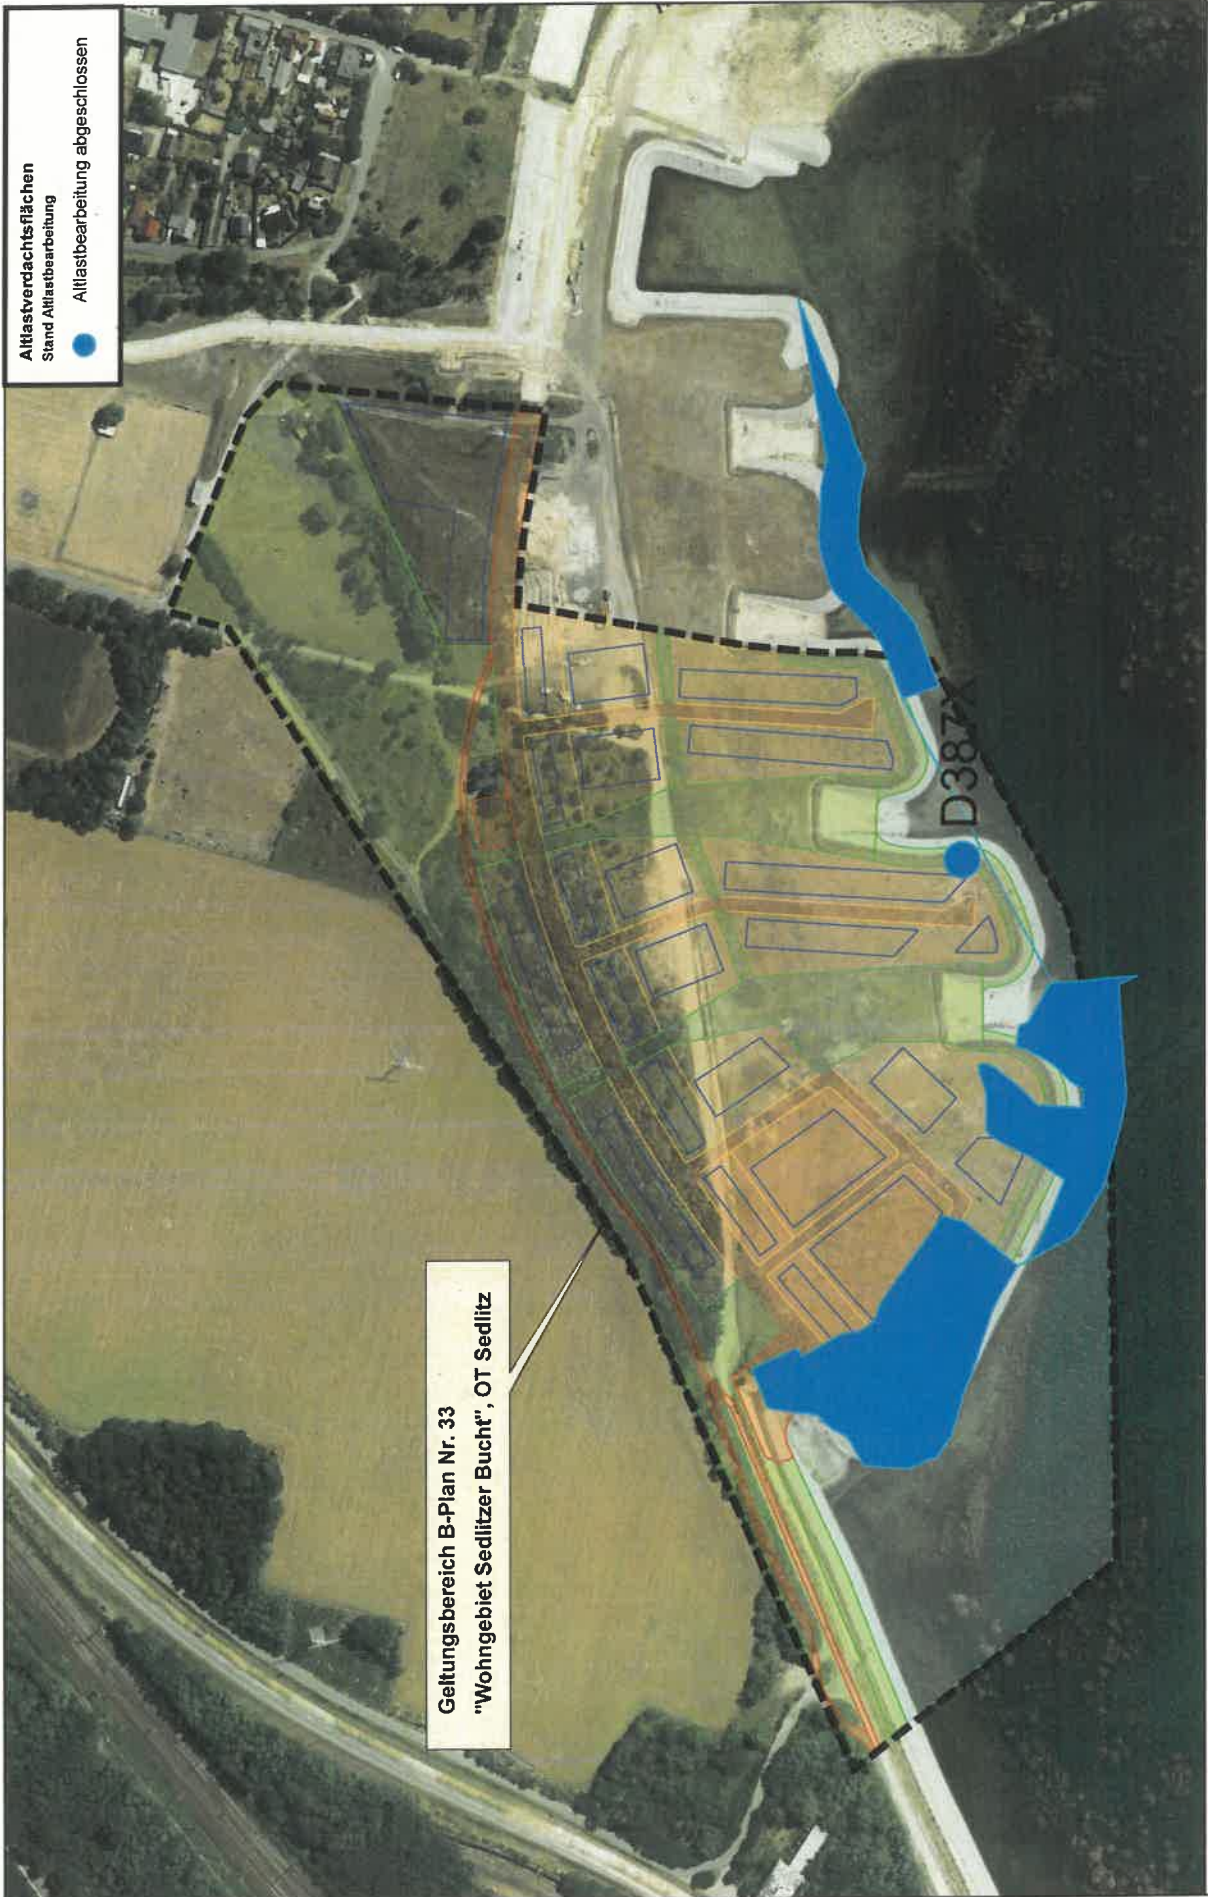 Altlastverdachtsflächen
Stand Altlastbearbeitung
Altlastbearbeitung abgeschlossen
Geltungsbereich B-Plan Nr. 33
"Wohngebiet Sedlitzer Bucht", OT Sedlitz
D387X